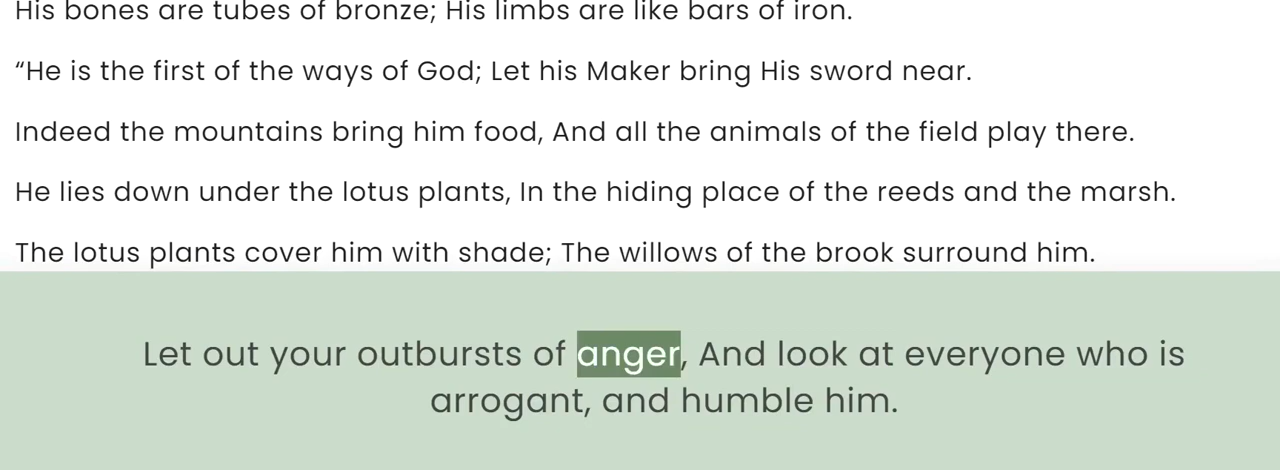 His bones are tubes of bronze; His limbs are like bars of iron.
“He is the first of the ways of God; Let his Maker bring His sword near.
Indeed the mountains bring him food, And all the animals of the field play there.
He lies down under the lotus plants, In the hiding place of the reeds and the marsh.
The lotus plants cover him with shade; The willows of the brook surround him.
Let out your outbursts of anger, And look at everyone who is
arrogant, and humble him.